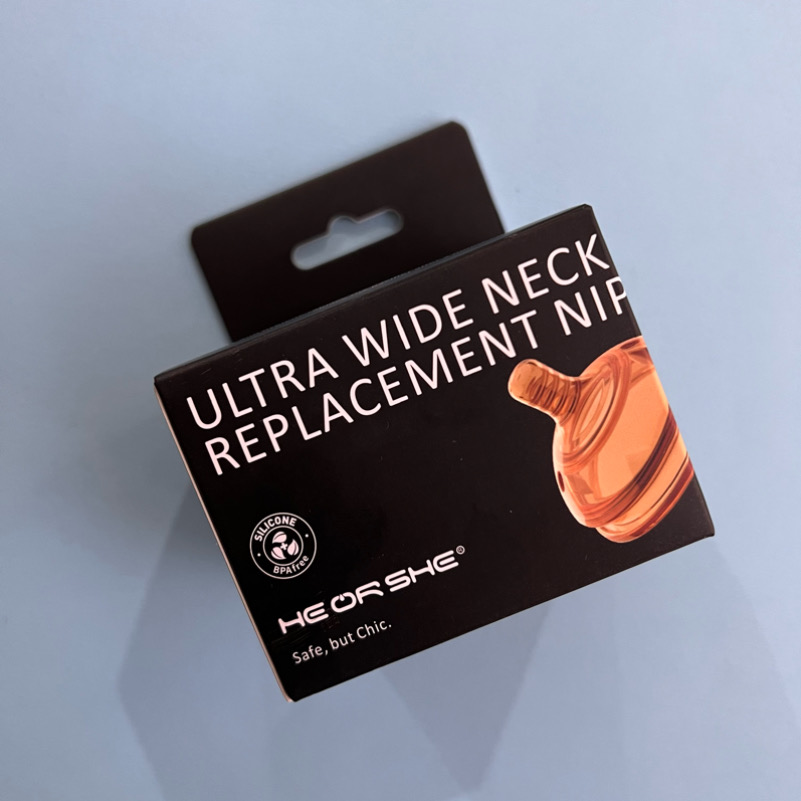 ULTRA WIDE NECK
REPLACEMENT NIP
SILICONE
BPAfree
HE OR SHE®
Safe, but Chic.